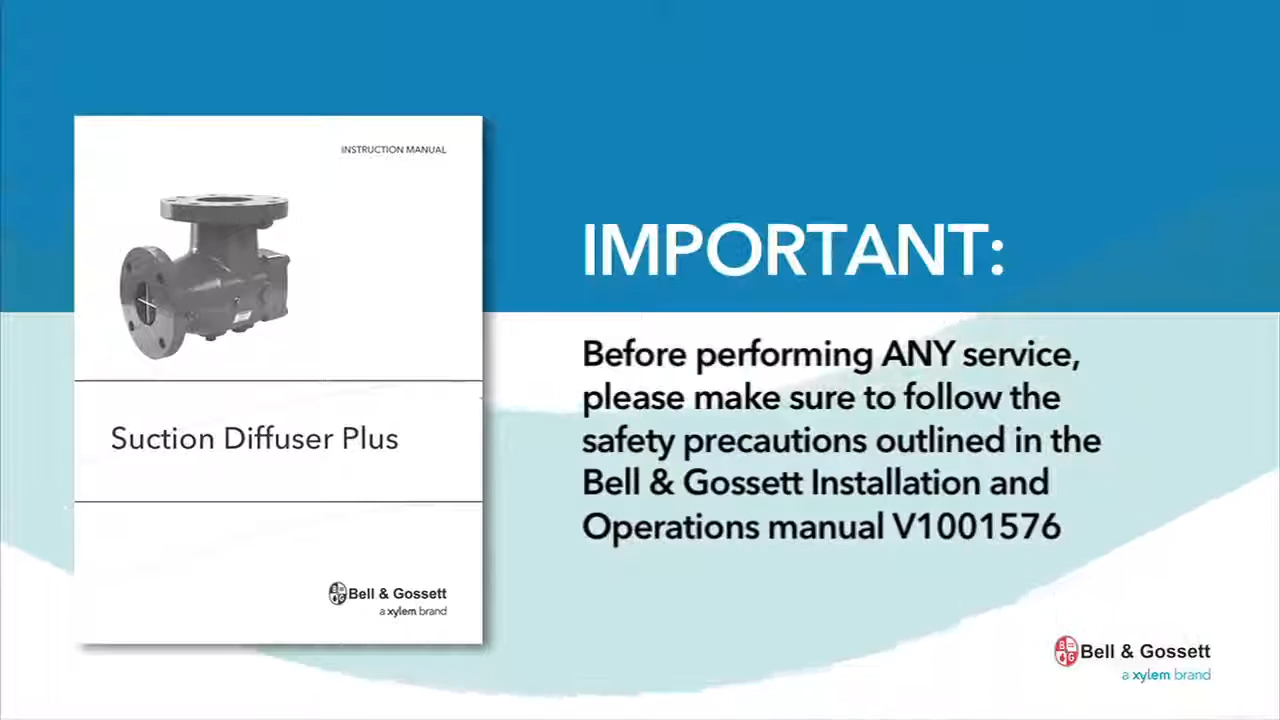 INSTRUCTION MANUAL
Suction Diffuser Plus
B G Bell & Gossett
a xylem brand
IMPORTANT:
Before performing ANY service,
please make sure to follow the
safety precautions outlined in the
Bell & Gossett Installation and
Operations manual V1001576
B G Bell & Gossett
a xylem brand